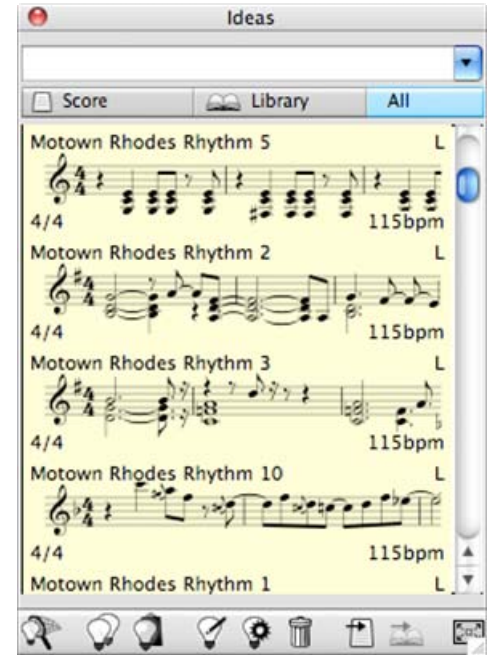 Ideas
Score Library All
Motown Rhodes Rhythm 5 L
4/4 115bpm
Motown Rhodes Rhythm 2 L
4/4 115bpm
Motown Rhodes Rhythm 3 L
4/4 115bpm
Motown Rhodes Rhythm 10 L
4/4 115bpm
Motown Rhodes Rhythm 1 L